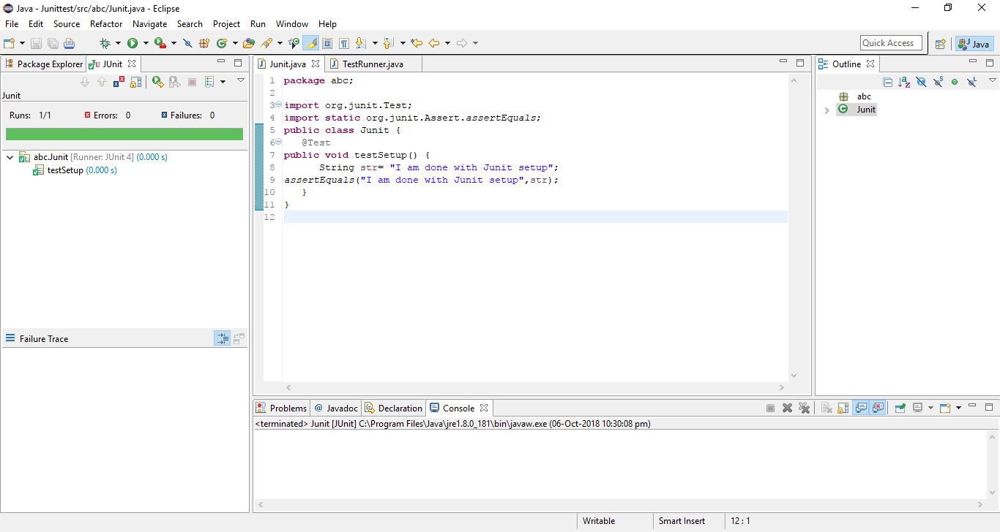 Java - Junittest/src/abc/Junit.java - Eclipse
File Edit Source Refactor Navigate Search Project Run Window Help
Quick Access
Java
Package Explorer JUnit
Junit
Runs: 1/1 Errors: 0 Failures: 0
abc.Junit [Runner: JUnit 4] (0.000 s)
testSetup (0.000 s)
Failure Trace
Junit.java TestRunner.java
1 package abc;
2
3 import org.junit.Test;
4 import static org.junit.Assert.assertEquals;
5 public class Junit {
6 @Test
7 public void testSetup() {
8 String str= "I am done with Junit setup";
9 assertEquals("I am done with Junit setup",str);
10 }
11 }
12
Outline
abc
Junit
Problems @ Javadoc Declaration Console
<terminated> Junit [JUnit] C:\Program Files\Java\jre1.8.0_181\bin\javaw.exe (06-Oct-2018 10:30:08 pm)
Writable Smart Insert 12 : 1